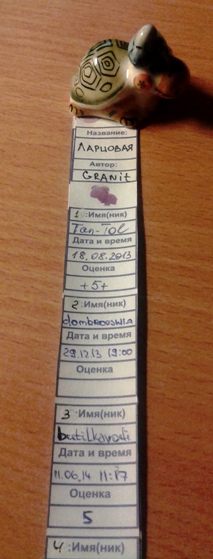 Название:
ЛАРЦОВАЯ
Автор:
GRANit
1 :Имя(ник)
Tan-Tol
Дата и время
18.08.2013
Оценка
+5+
2 :Имя(ник)
dombrowswia
Дата и время
29.12.13 19:00
Оценка
3 :Имя(ник)
butilkavodi
Дата и время
11.06.14 11:17
Оценка
5
4 :Имя(ник)